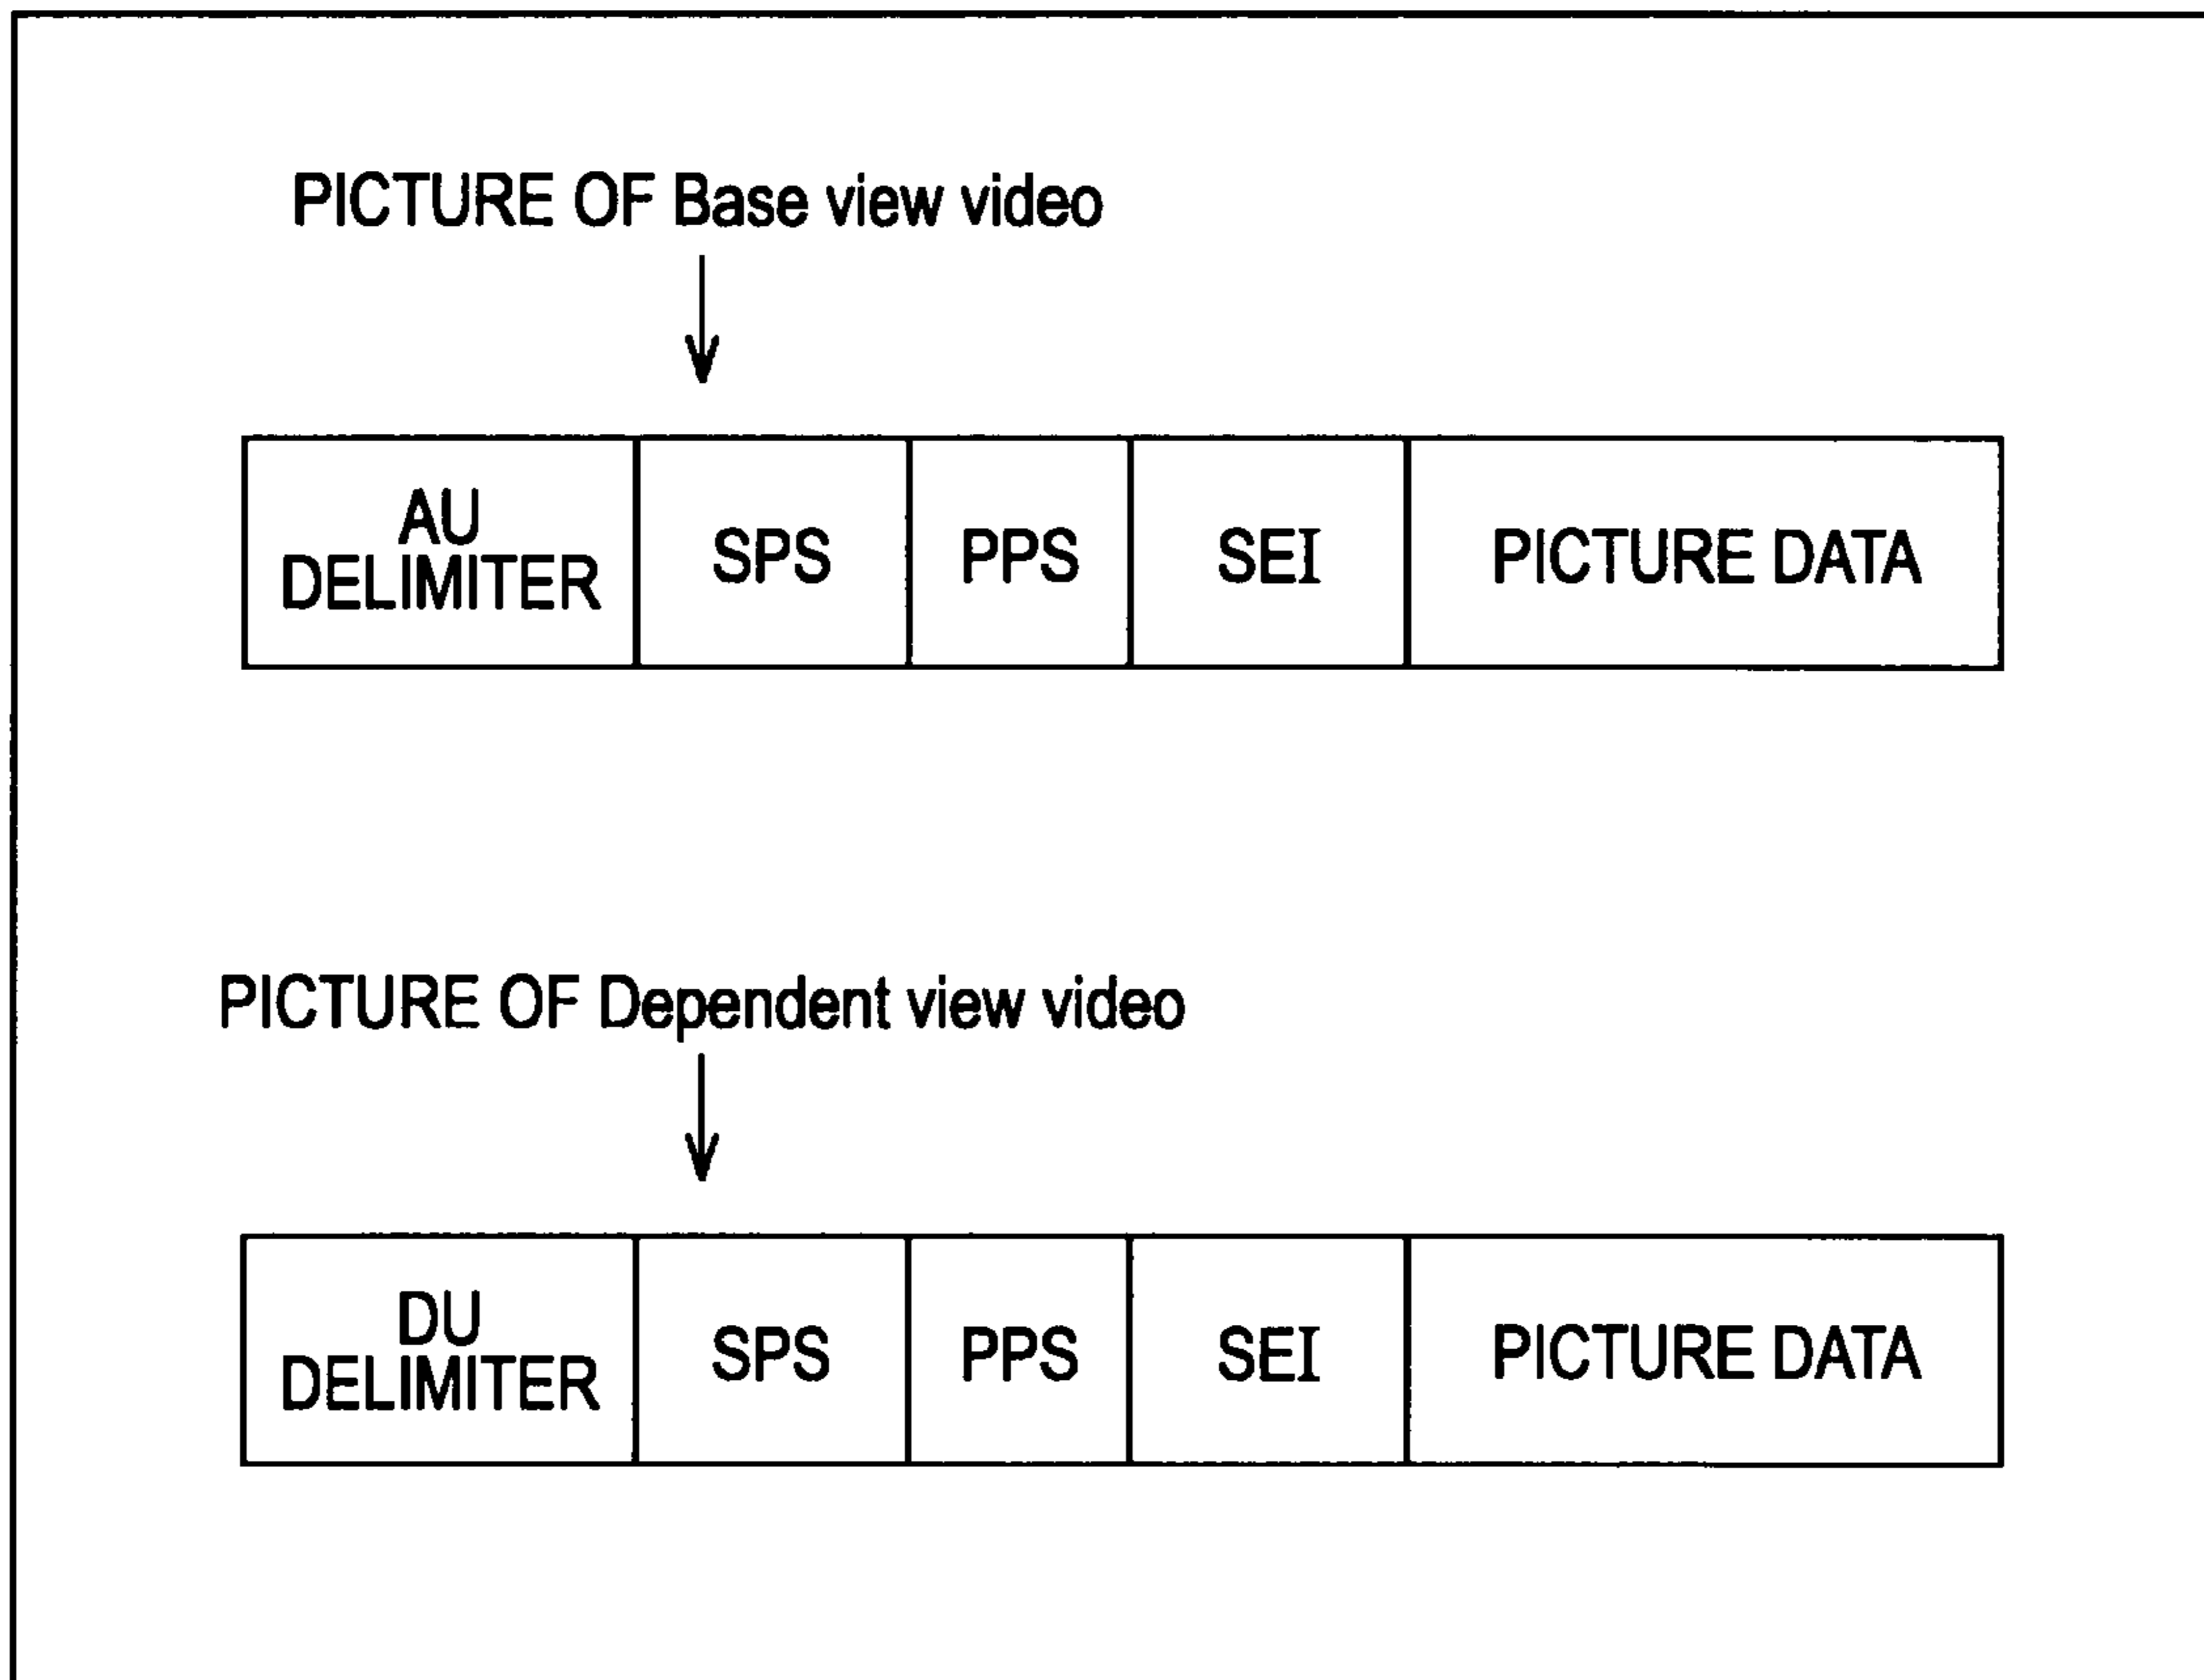 PICTURE OF Base view video
AU
DELIMITER
SPS
PPS
SEI
PICTURE DATA
PICTURE OF Dependent view video
DU
DELIMITER
SPS
PPS
SEI
PICTURE DATA